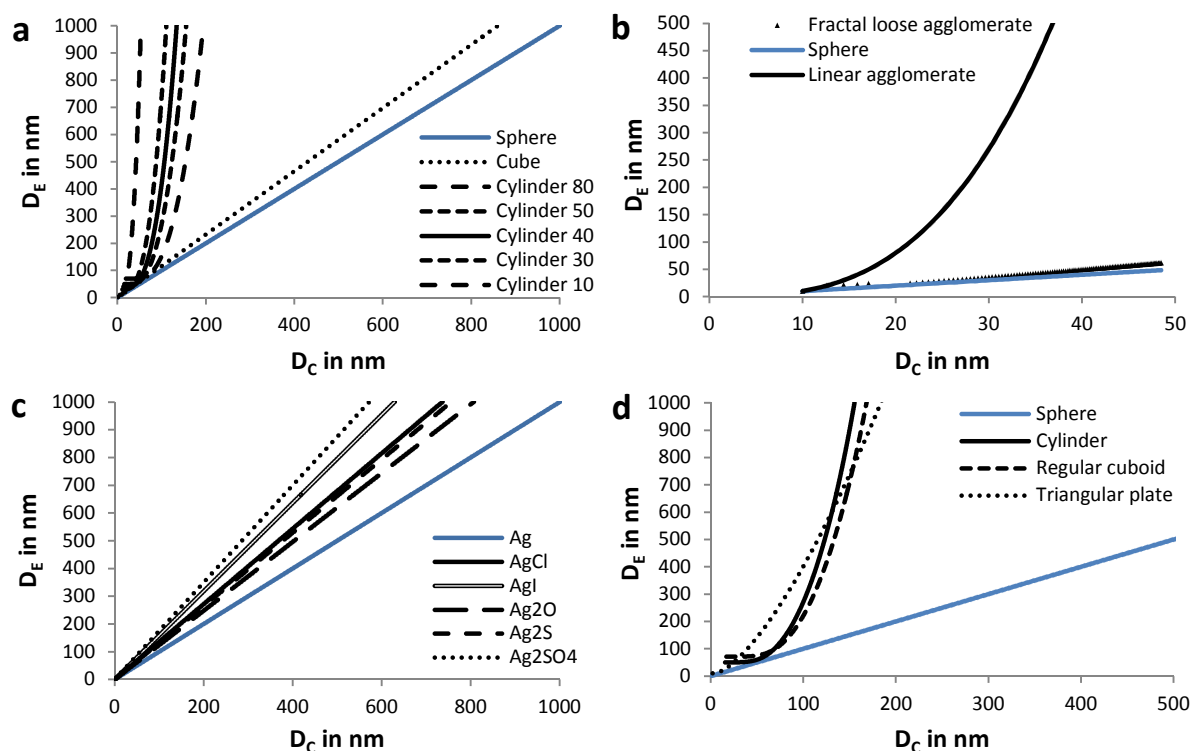 a
1000
900
800
700
600
500
400
300
200
100
0
D_E in nm
0 200 400 600 800 1000
D_C in nm
Sphere
Cube
Cylinder 80
Cylinder 50
Cylinder 40
Cylinder 30
Cylinder 10
b
500
450
400
350
300
250
200
150
100
50
0
D_E in nm
0 10 20 30 40 50
D_C in nm
Fractal loose agglomerate
Sphere
Linear agglomerate
c
1000
900
800
700
600
500
400
300
200
100
0
D_E in nm
0 200 400 600 800 1000
D_C in nm
Ag
AgCl
AgI
Ag2O
Ag2S
Ag2SO4
d
1000
900
800
700
600
500
400
300
200
100
0
D_E in nm
0 100 200 300 400 500
D_C in nm
Sphere
Cylinder
Regular cuboid
Triangular plate